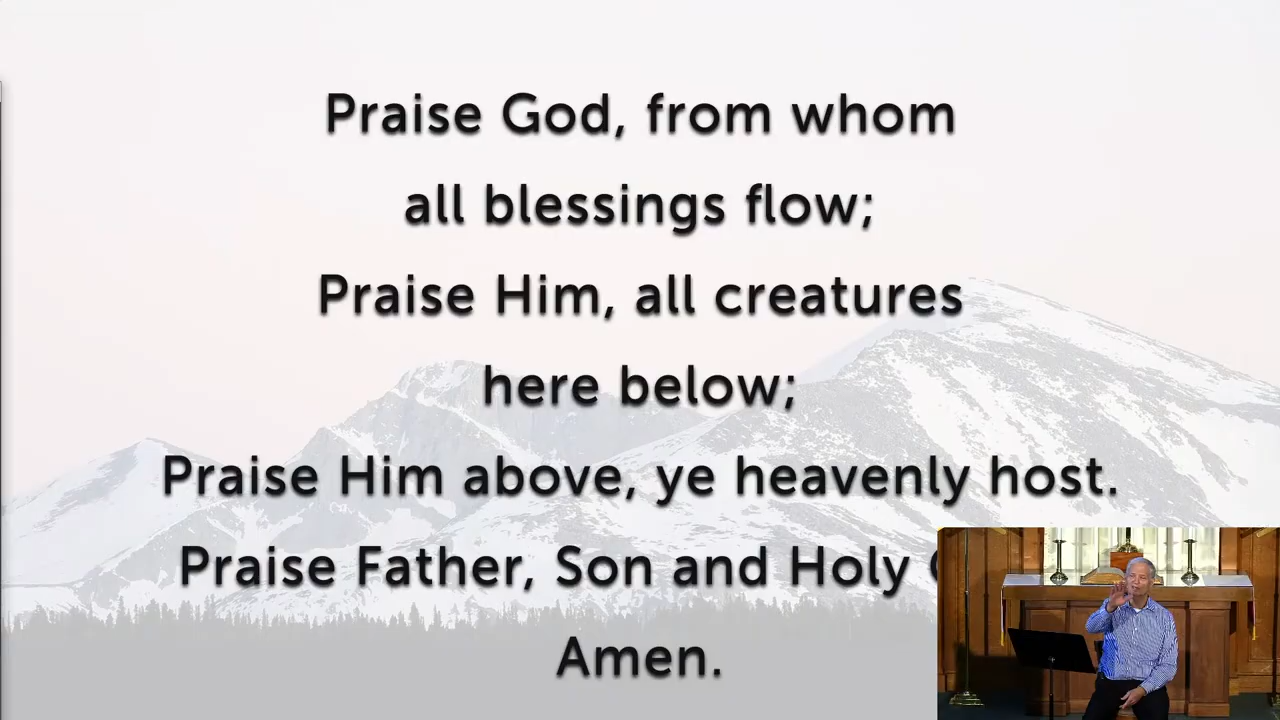 Praise God, from whom
all blessings flow;
Praise Him, all creatures
here below;
Praise Him above, ye heavenly host.
Praise Father, Son and Holy
Amen.